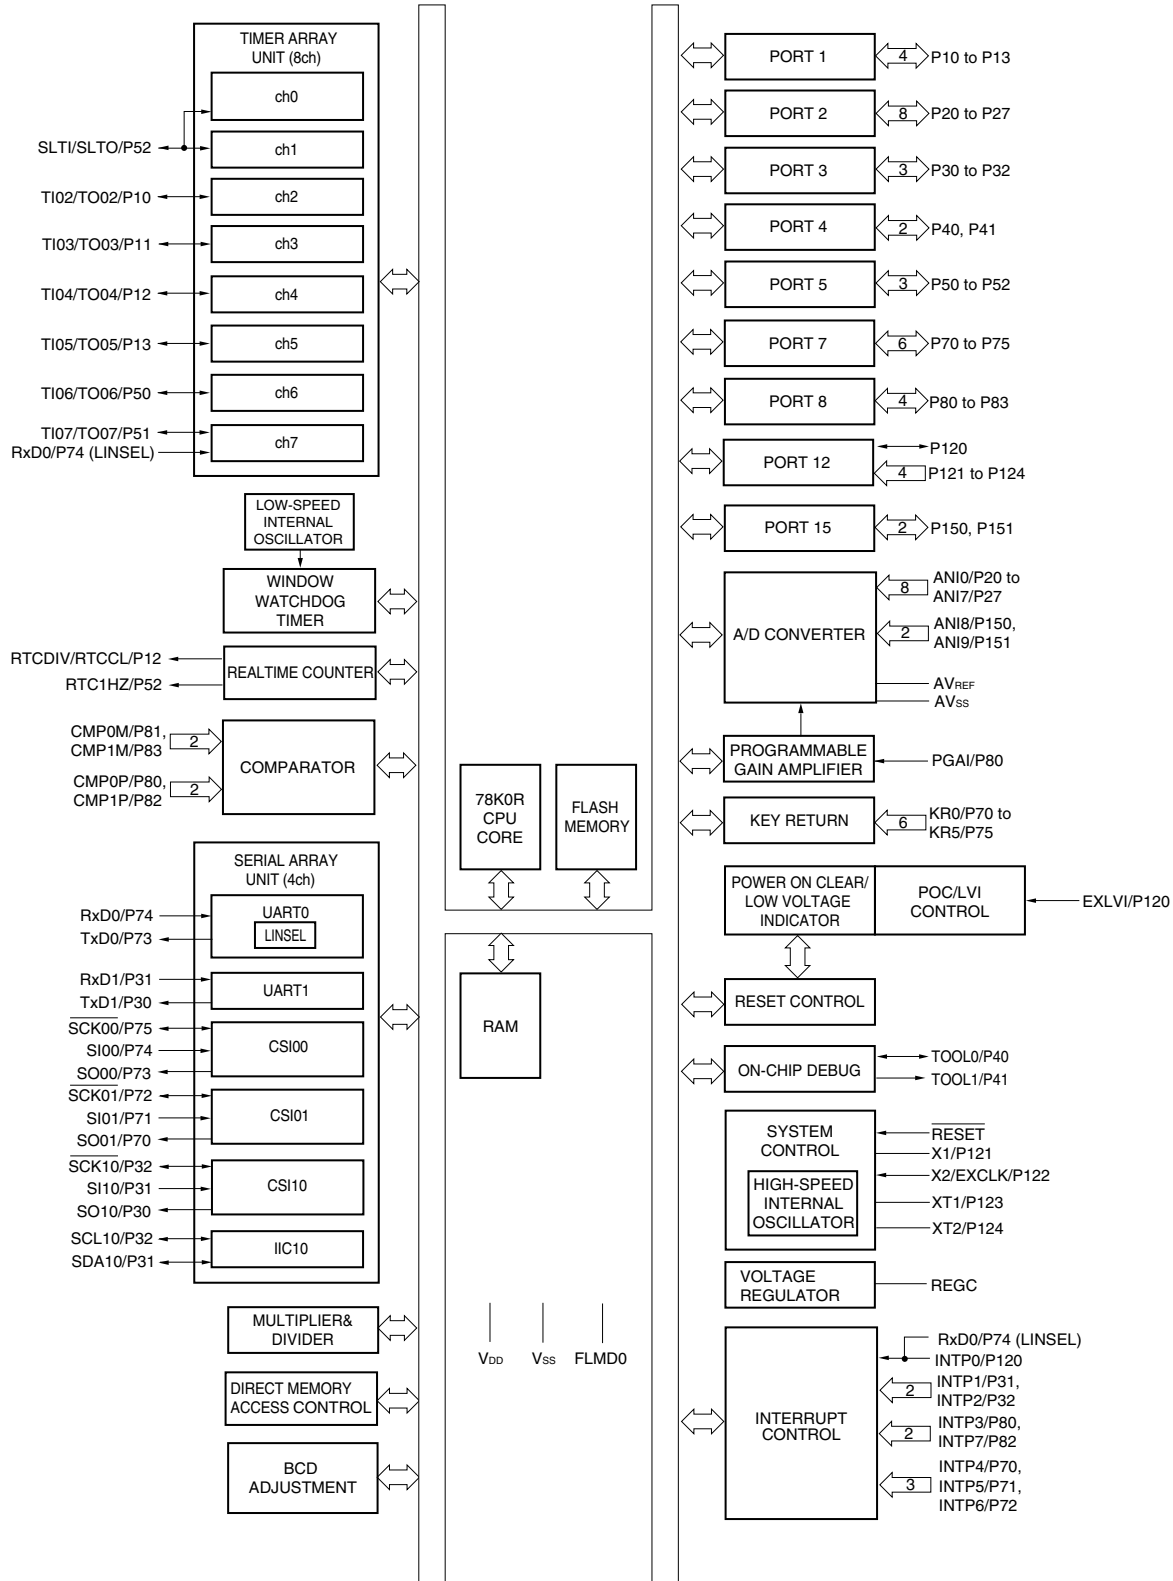 TIMER ARRAY
UNIT (8ch)
ch0
SLTI/SLTO/P52
ch1
TI02/TO02/P10
ch2
TI03/TO03/P11
ch3
TI04/TO04/P12
ch4
TI05/TO05/P13
ch5
TI06/TO06/P50
ch6
TI07/TO07/P51
RxD0/P74 (LINSEL)
ch7
LOW-SPEED
INTERNAL
OSCILLATOR
WINDOW
WATCHDOG
TIMER
RTCDIV/RTCCL/P12
RTC1HZ/P52
REALTIME COUNTER
CMP0M/P81,
CMP1M/P83
2
CMP0P/P80,
CMP1P/P82
2
COMPARATOR
SERIAL ARRAY
UNIT (4ch)
RxD0/P74
TxD0/P73
UART0
LINSEL
RxD1/P31
TxD1/P30
UART1
SCK00/P75
SI00/P74
SO00/P73
CSI00
SCK01/P72
SI01/P71
SO01/P70
CSI01
SCK10/P32
SI10/P31
SO10/P30
CSI10
SCL10/P32
SDA10/P31
IIC10
MULTIPLIER&
DIVIDER
DIRECT MEMORY
ACCESS CONTROL
BCD
ADJUSTMENT
78K0R
CPU
CORE
FLASH
MEMORY
RAM
VDD
VSS
FLMD0
PORT 1
4
P10 to P13
PORT 2
8
P20 to P27
PORT 3
3
P30 to P32
PORT 4
2
P40, P41
PORT 5
3
P50 to P52
PORT 7
6
P70 to P75
PORT 8
4
P80 to P83
PORT 12
P120
4
P121 to P124
PORT 15
2
P150, P151
A/D CONVERTER
8
ANI0/P20 to
ANI7/P27
2
ANI8/P150,
ANI9/P151
AVREF
AVSS
PROGRAMMABLE
GAIN AMPLIFIER
PGAI/P80
KEY RETURN
6
KR0/P70 to
KR5/P75
POWER ON CLEAR/
LOW VOLTAGE
INDICATOR
POC/LVI
CONTROL
EXLVI/P120
RESET CONTROL
ON-CHIP DEBUG
TOOL0/P40
TOOL1/P41
SYSTEM
CONTROL
HIGH-SPEED
INTERNAL
OSCILLATOR
RESET
X1/P121
X2/EXCLK/P122
XT1/P123
XT2/P124
VOLTAGE
REGULATOR
REGC
INTERRUPT
CONTROL
RxD0/P74 (LINSEL)
INTP0/P120
2
INTP1/P31,
INTP2/P32
2
INTP3/P80,
INTP7/P82
3
INTP4/P70,
INTP5/P71,
INTP6/P72